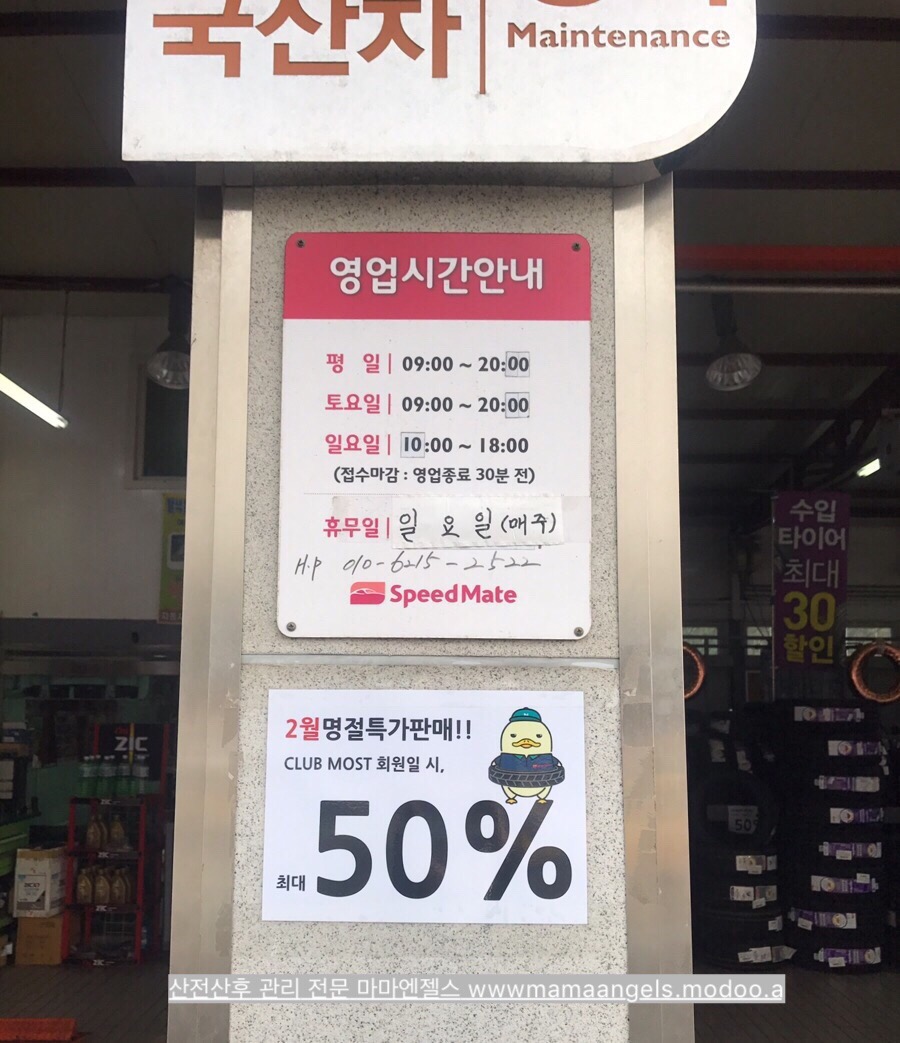 국산차
Maintenance
영업시간안내
평 일 | 09:00 ~ 20:00
토요일 | 09:00 ~ 20:00
일요일 | 10:00 ~ 18:00
(접수마감 : 영업종료 30분 전)
휴무일 | 일 요 일 (매주)
H.P 010-6215-2522
SpeedMate
수입
타이어
최대
30
할인
2월명절특가판매!!
CLUB MOST 회원일 시,
최대 50%
ZIC
50
산전산후 관리 전문 마마엔젤스 wwwmamaangels.modoo.a